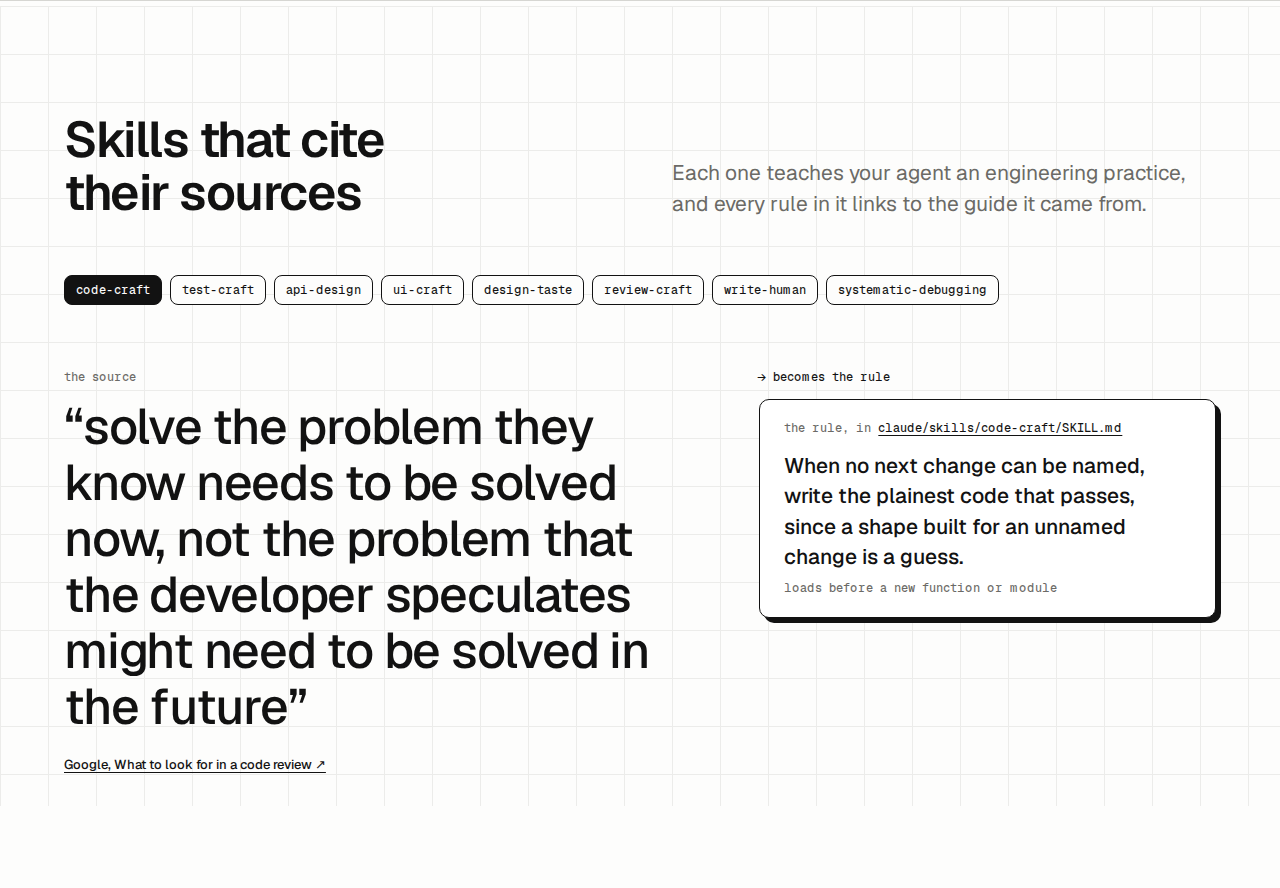 Skills that cite
their sources
Each one teaches your agent an engineering practice,
and every rule in it links to the guide it came from.
code-craft
test-craft
api-design
ui-craft
design-taste
review-craft
write-human
systematic-debugging
the source
“solve the problem they
know needs to be solved
now, not the problem that
the developer speculates
might need to be solved in
the future”
Google, What to look for in a code review ↗
→ becomes the rule
the rule, in claude/skills/code-craft/SKILL.md
When no next change can be named,
write the plainest code that passes,
since a shape built for an unnamed
change is a guess.
loads before a new function or module